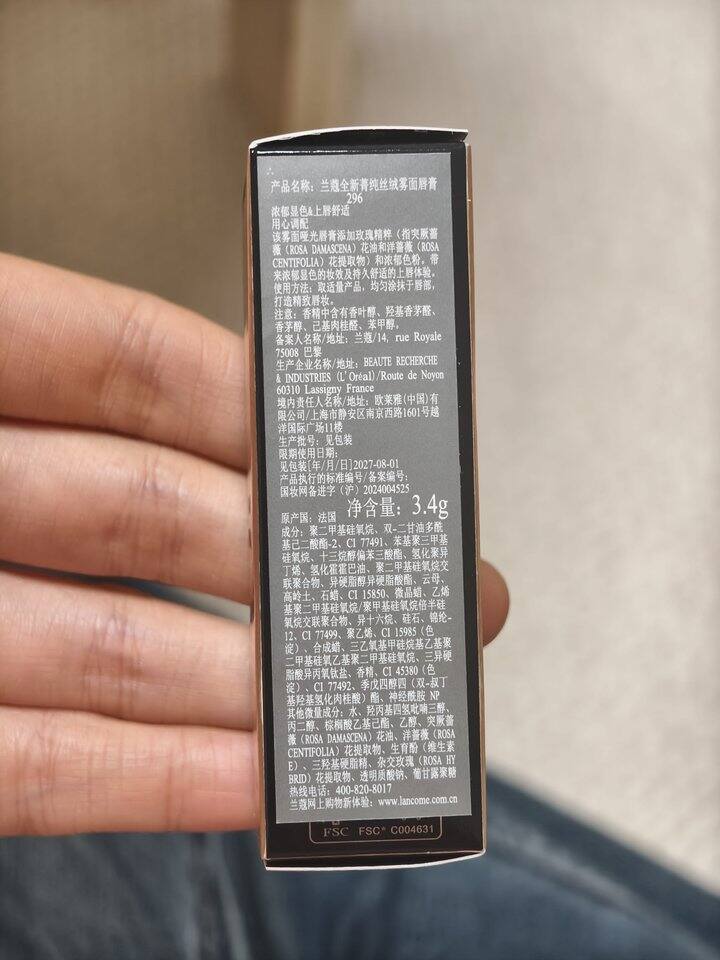 产品名称：兰蔻全新菁纯丝绒雾面唇膏
296
浓郁显色&上唇舒适
用心调配
该雾面哑光唇膏添加玫瑰精粹（指突厥蔷
薇（ROSA DAMASCENA）花油和洋蔷薇（ROSA
CENTIFOLIA）花提取物）和浓郁色粉。带
来浓郁显色的妆效及持久舒适的上唇体验。
使用方法：取适量产品，均匀涂抹于唇部，
打造精致唇妆。
注意：香精中含有香叶醇、羟基香茅醛、
香茅醇、己基肉桂醛、苯甲醇。
备案人名称/地址：兰蔻/14, rue Royale
75008 巴黎
生产企业名称/地址：BEAUTE RECHERCHE
& INDUSTRIES (L'Oréal)/Route de Noyon
60310 Lassigny France
境内责任人名称/地址：欧莱雅(中国)有
限公司/上海市静安区南京西路1601号越
洋国际广场11楼
生产批号：见包装
限期使用日期：
见包装[年/月/日]2027-08-01
产品执行的标准编号/备案编号：
国妆网备进字（沪）2024004525
原产国：法国 净含量：3.4g
成分：聚二甲基硅氧烷、双-二甘油多酰
基己二酸酯-2、CI 77491、苯基聚三甲基
硅氧烷、十三烷醇偏苯三酸酯、氢化聚异
丁烯、氢化霍霍巴油、聚二甲基硅氧烷交
联聚合物、异硬脂醇异硬脂酸酯、云母、
高岭土、石蜡、CI 15850、微晶蜡、乙烯
基聚二甲基硅氧烷/聚甲基硅氧烷倍半硅
氧烷交联聚合物、异十六烷、硅石、锦纶-
12、CI 77499、聚乙烯、CI 15985（色
淀）、合成蜡、三乙氧基甲硅烷基乙基聚
二甲基硅氧乙基聚二甲基硅氧烷、三异硬
脂酸异丙氧钛盐、香精、CI 45380（色
淀）、CI 77492、季戊四醇四（双-叔丁
基羟基氢化肉桂酸）酯、神经酰胺 NP
其他微量成分：水、羟丙基四氢吡喃三醇、
丙二醇、棕榈酸乙基己酯、乙醇、突厥蔷
薇（ROSA DAMASCENA）花油、洋蔷薇（ROSA
CENTIFOLIA）花提取物、生育酚（维生素
E）、三羟基硬脂精、杂交玫瑰（ROSA HY
BRID）花提取物、透明质酸钠、葡甘露聚糖
热线电话：400-820-8017
兰蔻网上购物新体验：www.lancome.com.cn
FSC FSC® C004631